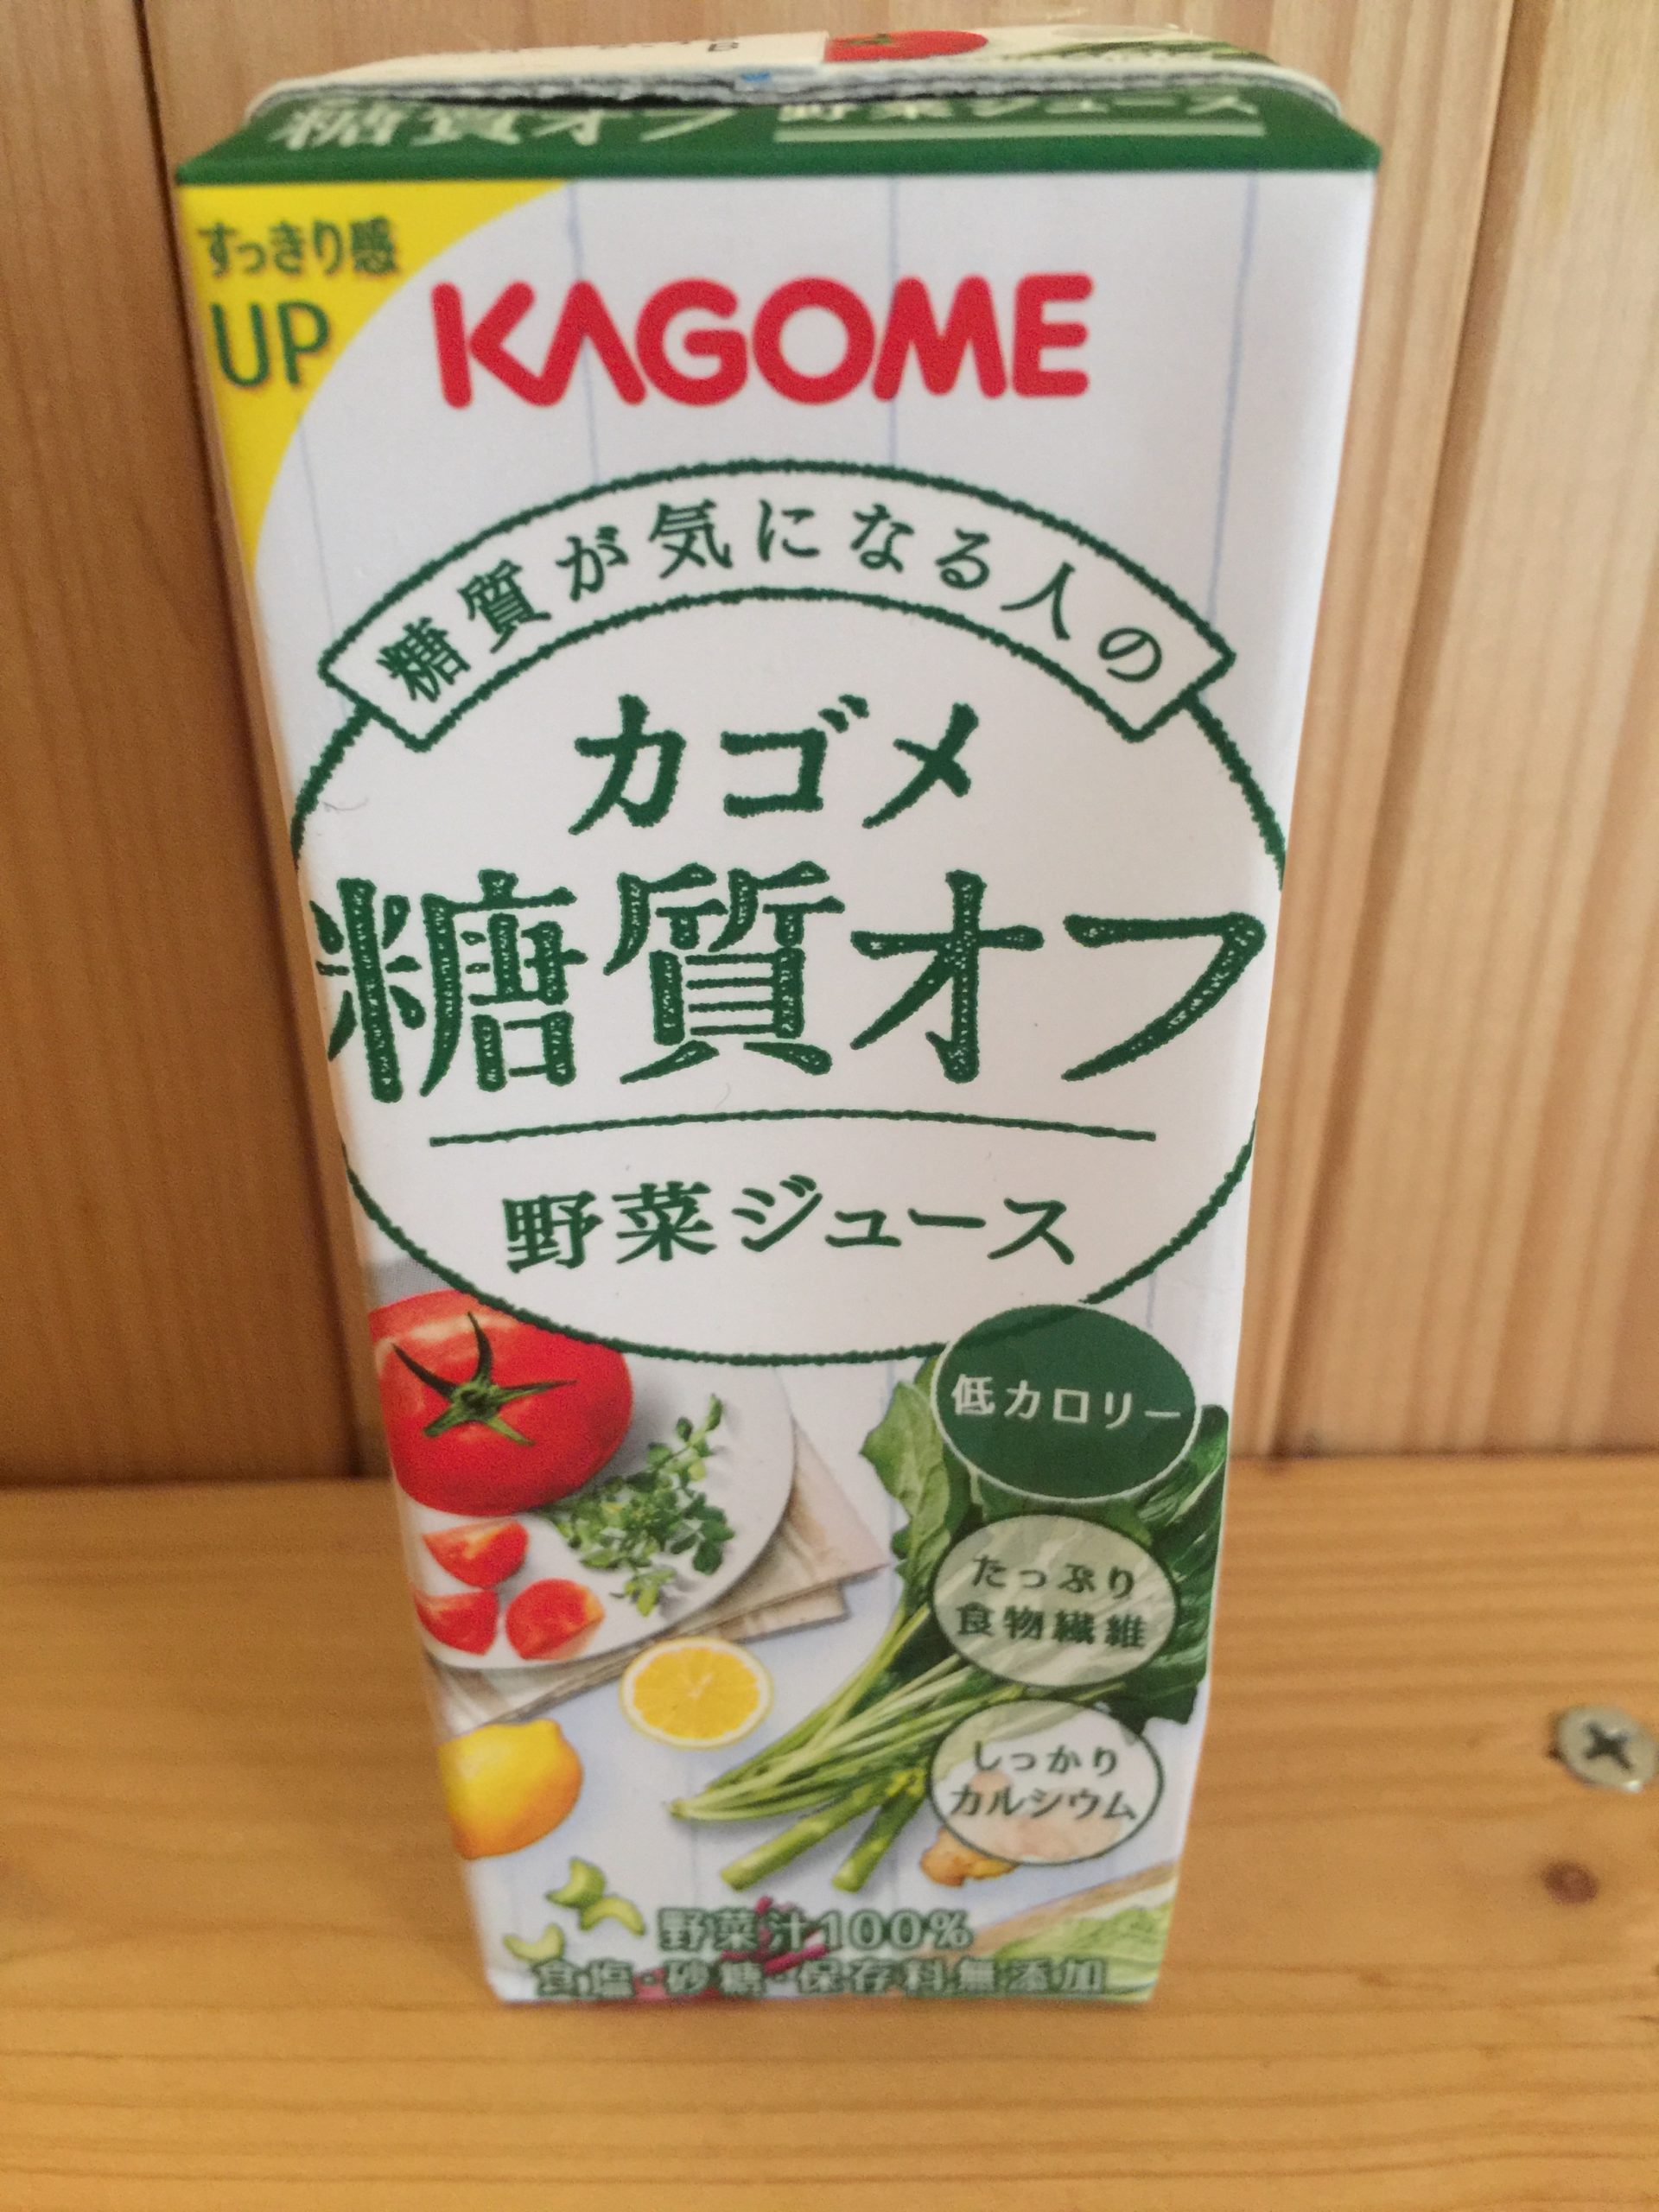 糖質オフ 野菜ジュース
すっきり感
UP
KAGOME
糖質が気になる人の
カゴメ
糖質オフ
野菜ジュース
低カロリー
たっぷり
食物繊維
しっかり
カルシウム
野菜汁100%
食塩・砂糖・保存料無添加